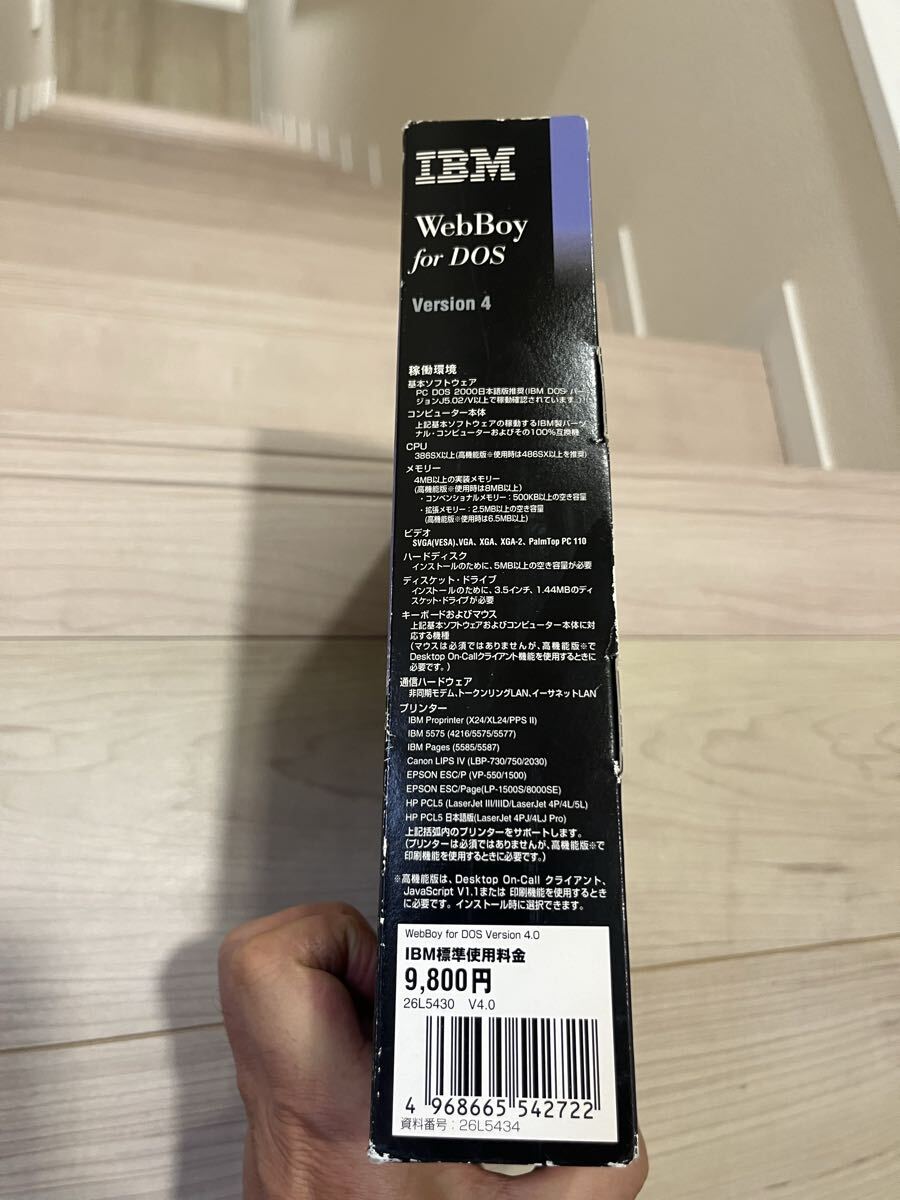 IBM
WebBoy
for DOS
Version 4
稼働環境
基本ソフトウェア
PC DOS 2000日本語版推奨(IBM DOS バー
ジョンJ5.02/V以上で稼働確認されています。)
コンピューター本体
上記基本ソフトウェアの稼働するIBM製パーソ
ナル・コンピューターおよびその100%互換機
CPU
386SX以上(高機能版※使用時は486SX以上を推奨)
メモリー
4MB以上の実装メモリー
(高機能版※使用時は8MB以上)
・コンベンショナルメモリー：500KB以上の空き容量
・拡張メモリー：2.5MB以上の空き容量
(高機能版※使用時は6.5MB以上)
ビデオ
SVGA(VESA)、VGA、XGA、XGA-2、PalmTop PC 110
ハードディスク
インストールのために、5MB以上の空き容量が必要
ディスケット・ドライブ
インストールのために、3.5インチ、1.44MBのディ
スケット・ドライブが必要
キーボードおよびマウス
上記基本ソフトウェアおよびコンピューター本体に対
応する機種
(マウスは必須ではありませんが、高機能版※で
Desktop On-Callクライアント機能を使用するときに
必要です。)
通信ハードウェア
非同期モデム、トークンリングLAN、イーサネットLAN
プリンター
IBM Proprinter (X24/XL24/PPS II)
IBM 5575 (4216/5575/5577)
IBM Pages (5585/5587)
Canon LIPS IV (LBP-730/750/2030)
EPSON ESC/P (VP-550/1500)
EPSON ESC/Page(LP-1500S/8000SE)
HP PCL5 (LaserJet III/IIID/LaserJet 4P/4L/5L)
HP PCL5 日本語版(LaserJet 4PJ/4LJ Pro)
上記括弧内のプリンターをサポートします。
(プリンターは必須ではありませんが、高機能版※で
印刷機能を使用するときに必要です。)
※高機能版は、Desktop On-Call クライアント、
JavaScript V1.1または 印刷機能を使用するとき
に必要です。インストール時に選択できます。
WebBoy for DOS Version 4.0
IBM標準使用料金
9,800円
26L5430 V4.0
4 968665 542722
資料番号：26L5434